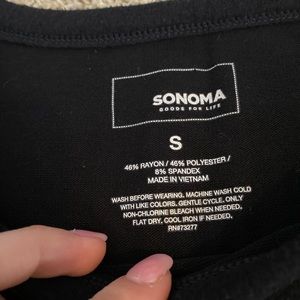 SONOMA
GOODS FOR LIFE
S
46% RAYON / 46% POLYESTER /
8% SPANDEX
MADE IN VIETNAM
WASH BEFORE WEARING. MACHINE WASH COLD
WITH LIKE COLORS. GENTLE CYCLE. ONLY
NON-CHLORINE BLEACH WHEN NEEDED.
FLAT DRY. COOL IRON IF NEEDED.
RN#73277